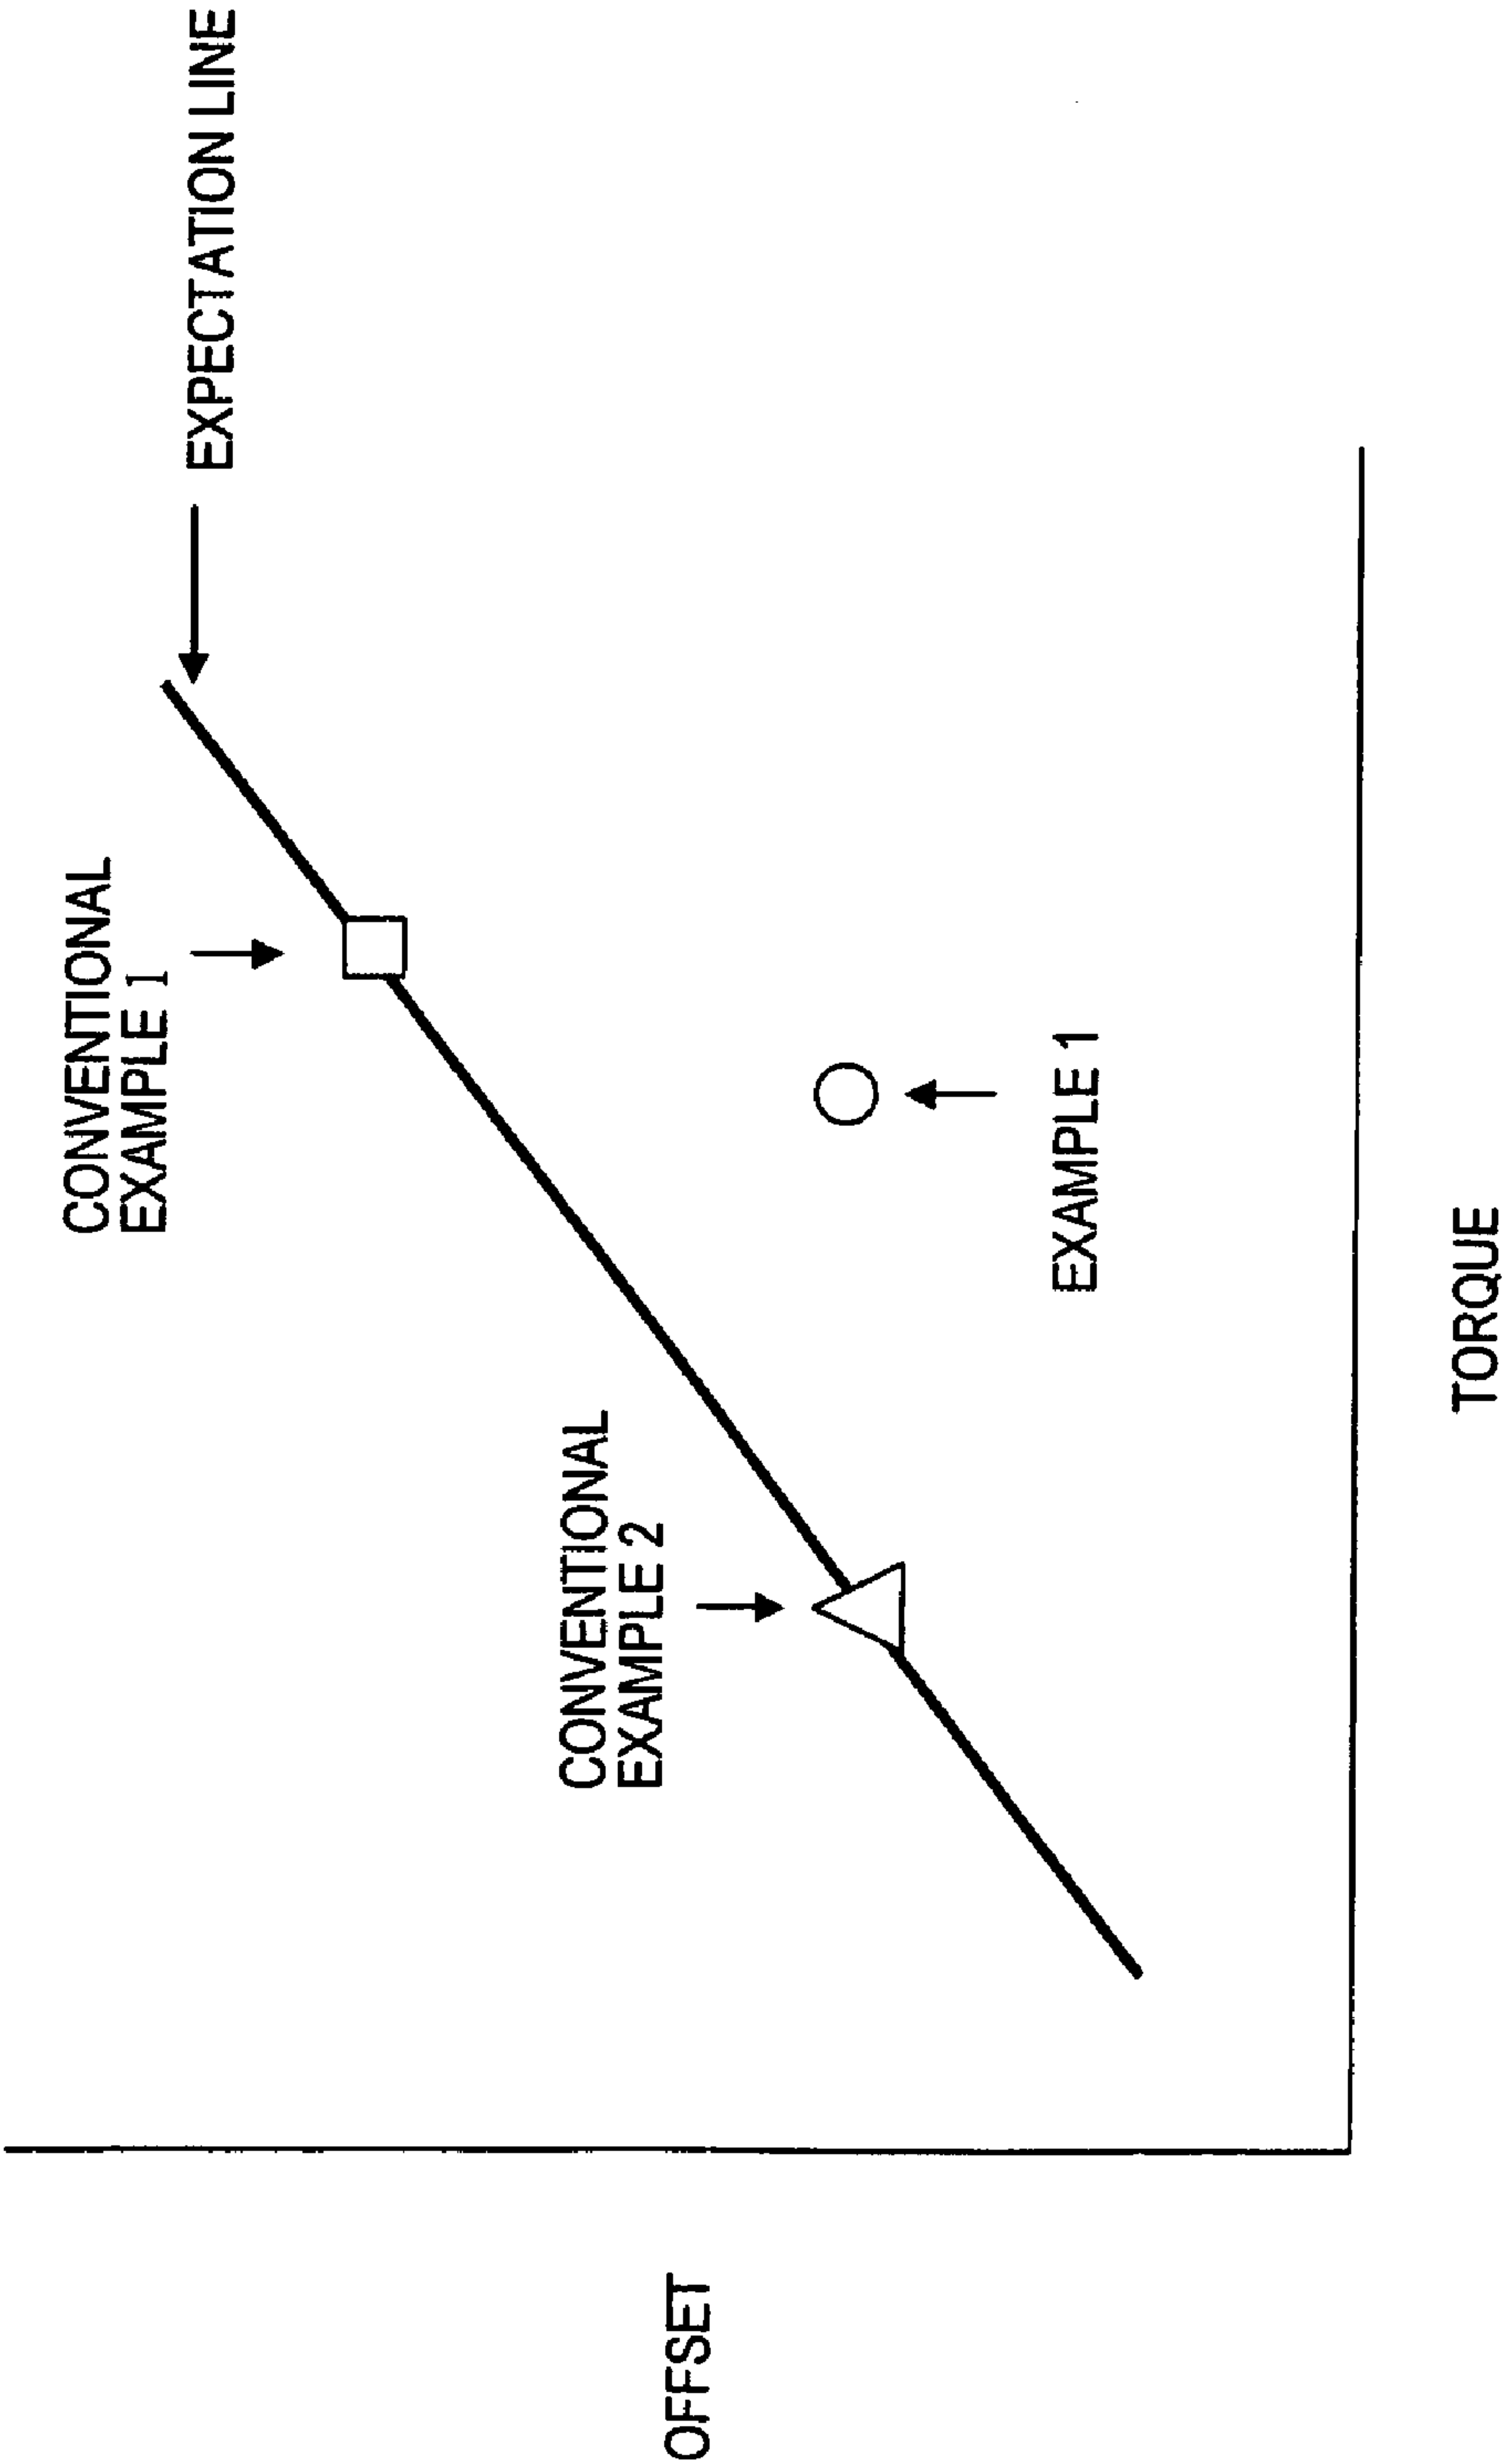 EXPECTATION LINE
CONVENTIONAL
EXAMPLE 1
CONVENTIONAL
EXAMPLE 2
EXAMPLE 1
OFFSET
TORQUE